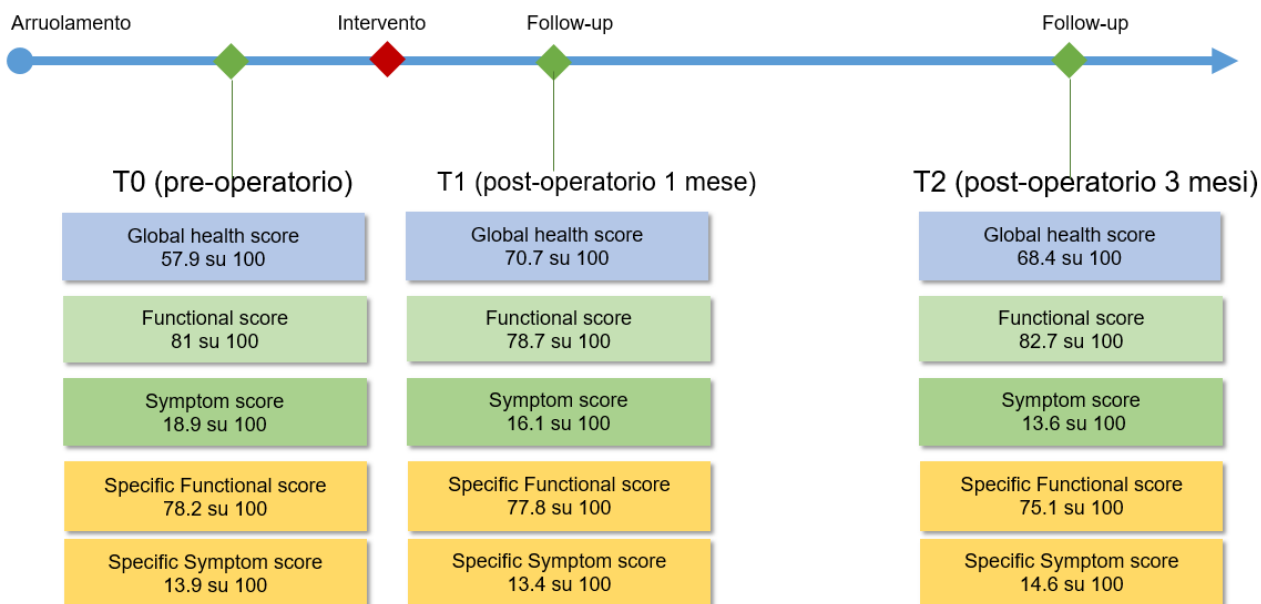 Arruolamento
Intervento
Follow-up
Follow-up
T0 (pre-operatorio)
T1 (post-operatorio 1 mese)
T2 (post-operatorio 3 mesi)
Global health score
57.9 su 100
Global health score
70.7 su 100
Global health score
68.4 su 100
Functional score
81 su 100
Functional score
78.7 su 100
Functional score
82.7 su 100
Symptom score
18.9 su 100
Symptom score
16.1 su 100
Symptom score
13.6 su 100
Specific Functional score
78.2 su 100
Specific Functional score
77.8 su 100
Specific Functional score
75.1 su 100
Specific Symptom score
13.9 su 100
Specific Symptom score
13.4 su 100
Specific Symptom score
14.6 su 100